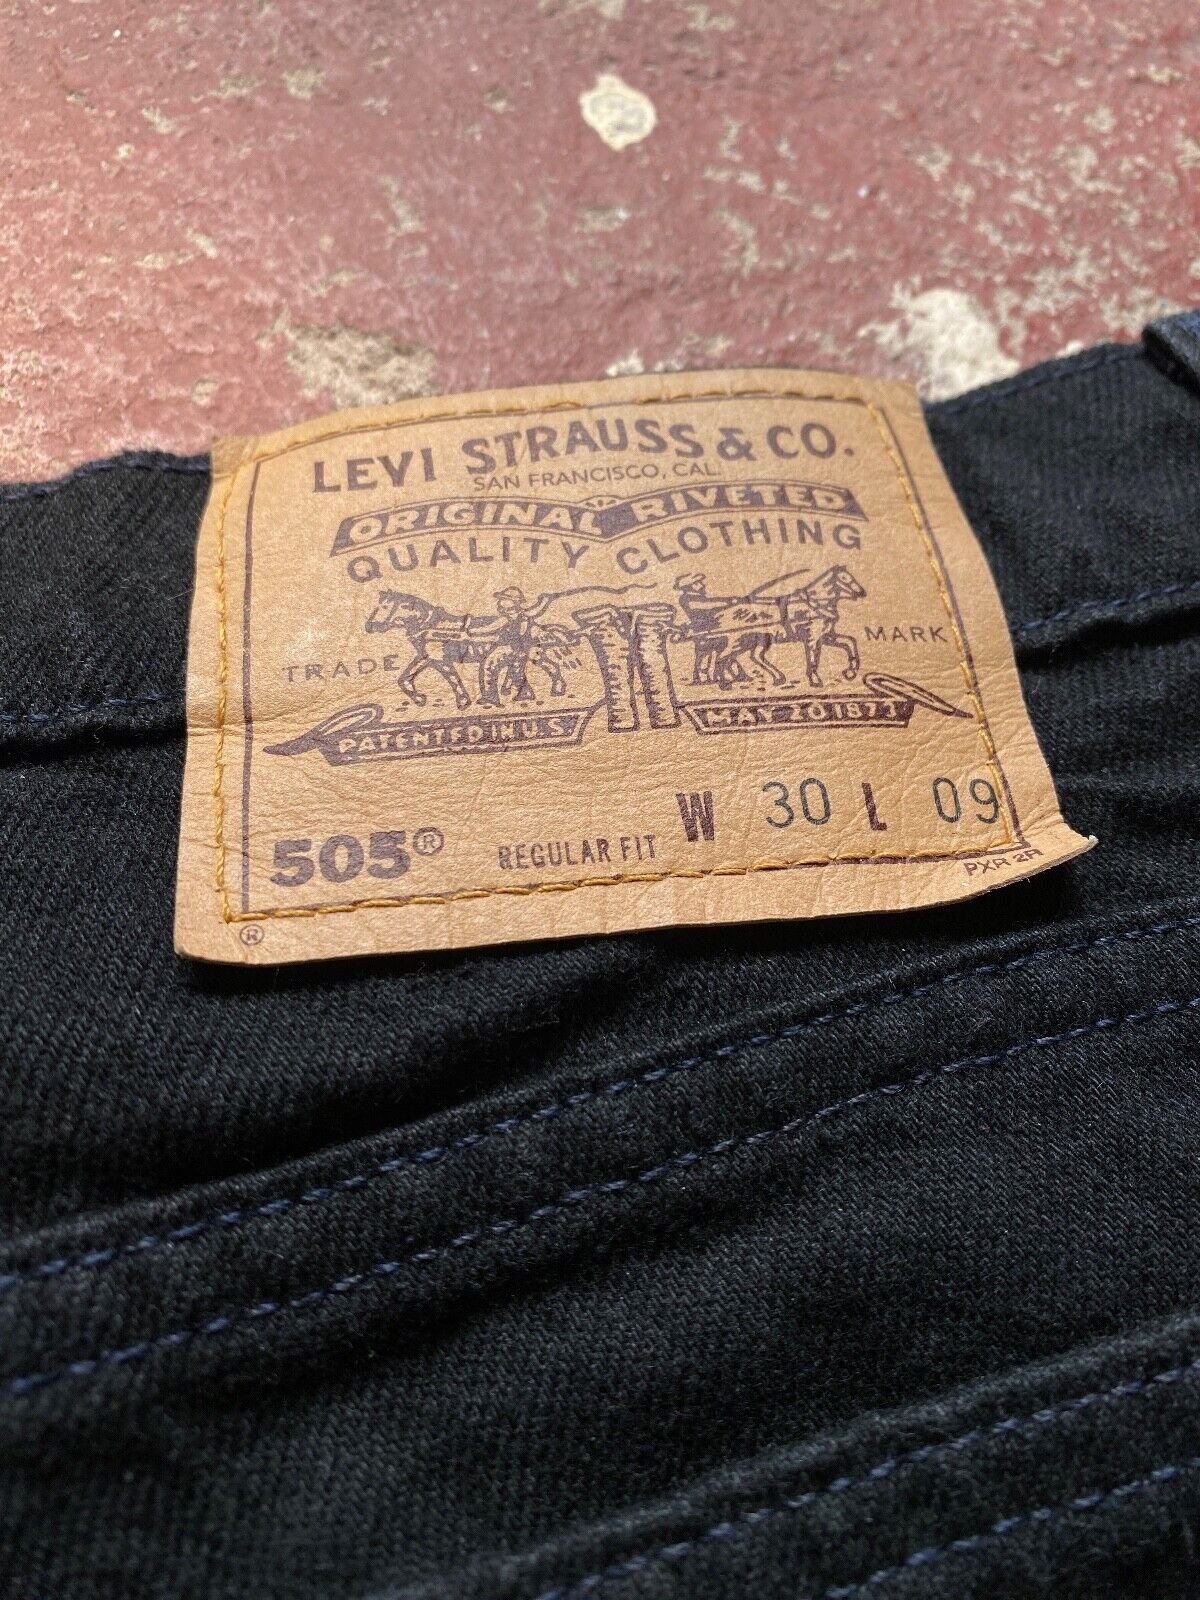 LEVI STRAUSS & CO.
SAN FRANCISCO, CAL.
ORIGINAL RIVETED
QUALITY CLOTHING
TRADE MARK
PATENTED IN U.S. MAY 20 1873
505® REGULAR FIT W 30 L 09
PXR 2R
®